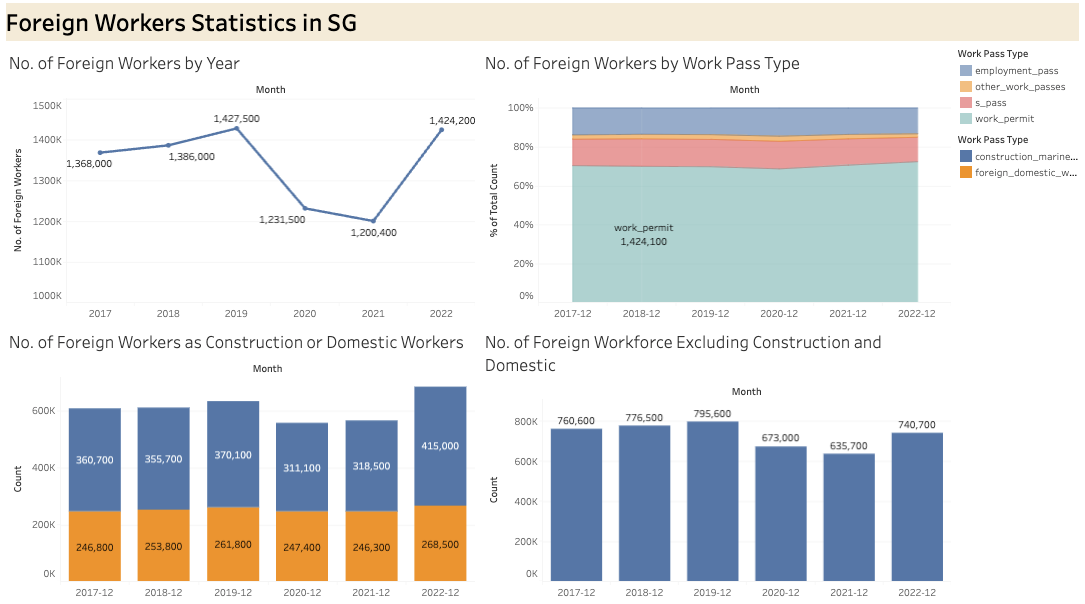 Foreign Workers Statistics in SG
No. of Foreign Workers by Year
Month
No. of Foreign Workers
1500K
1400K
1300K
1200K
1100K
1000K
1,368,000
1,386,000
1,427,500
1,231,500
1,200,400
1,424,200
2017
2018
2019
2020
2021
2022
No. of Foreign Workers by Work Pass Type
Month
% of Total Count
100%
80%
60%
40%
20%
0%
work_permit
1,424,100
2017-12
2018-12
2019-12
2020-12
2021-12
2022-12
Work Pass Type
employment_pass
other_work_passes
s_pass
work_permit
Work Pass Type
construction_marine...
foreign_domestic_w...
No. of Foreign Workers as Construction or Domestic Workers
Month
Count
600K
400K
200K
0K
360,700
355,700
370,100
311,100
318,500
415,000
246,800
253,800
261,800
247,400
246,300
268,500
2017-12
2018-12
2019-12
2020-12
2021-12
2022-12
No. of Foreign Workforce Excluding Construction and
Domestic
Month
Count
800K
600K
400K
200K
0K
760,600
776,500
795,600
673,000
635,700
740,700
2017-12
2018-12
2019-12
2020-12
2021-12
2022-12